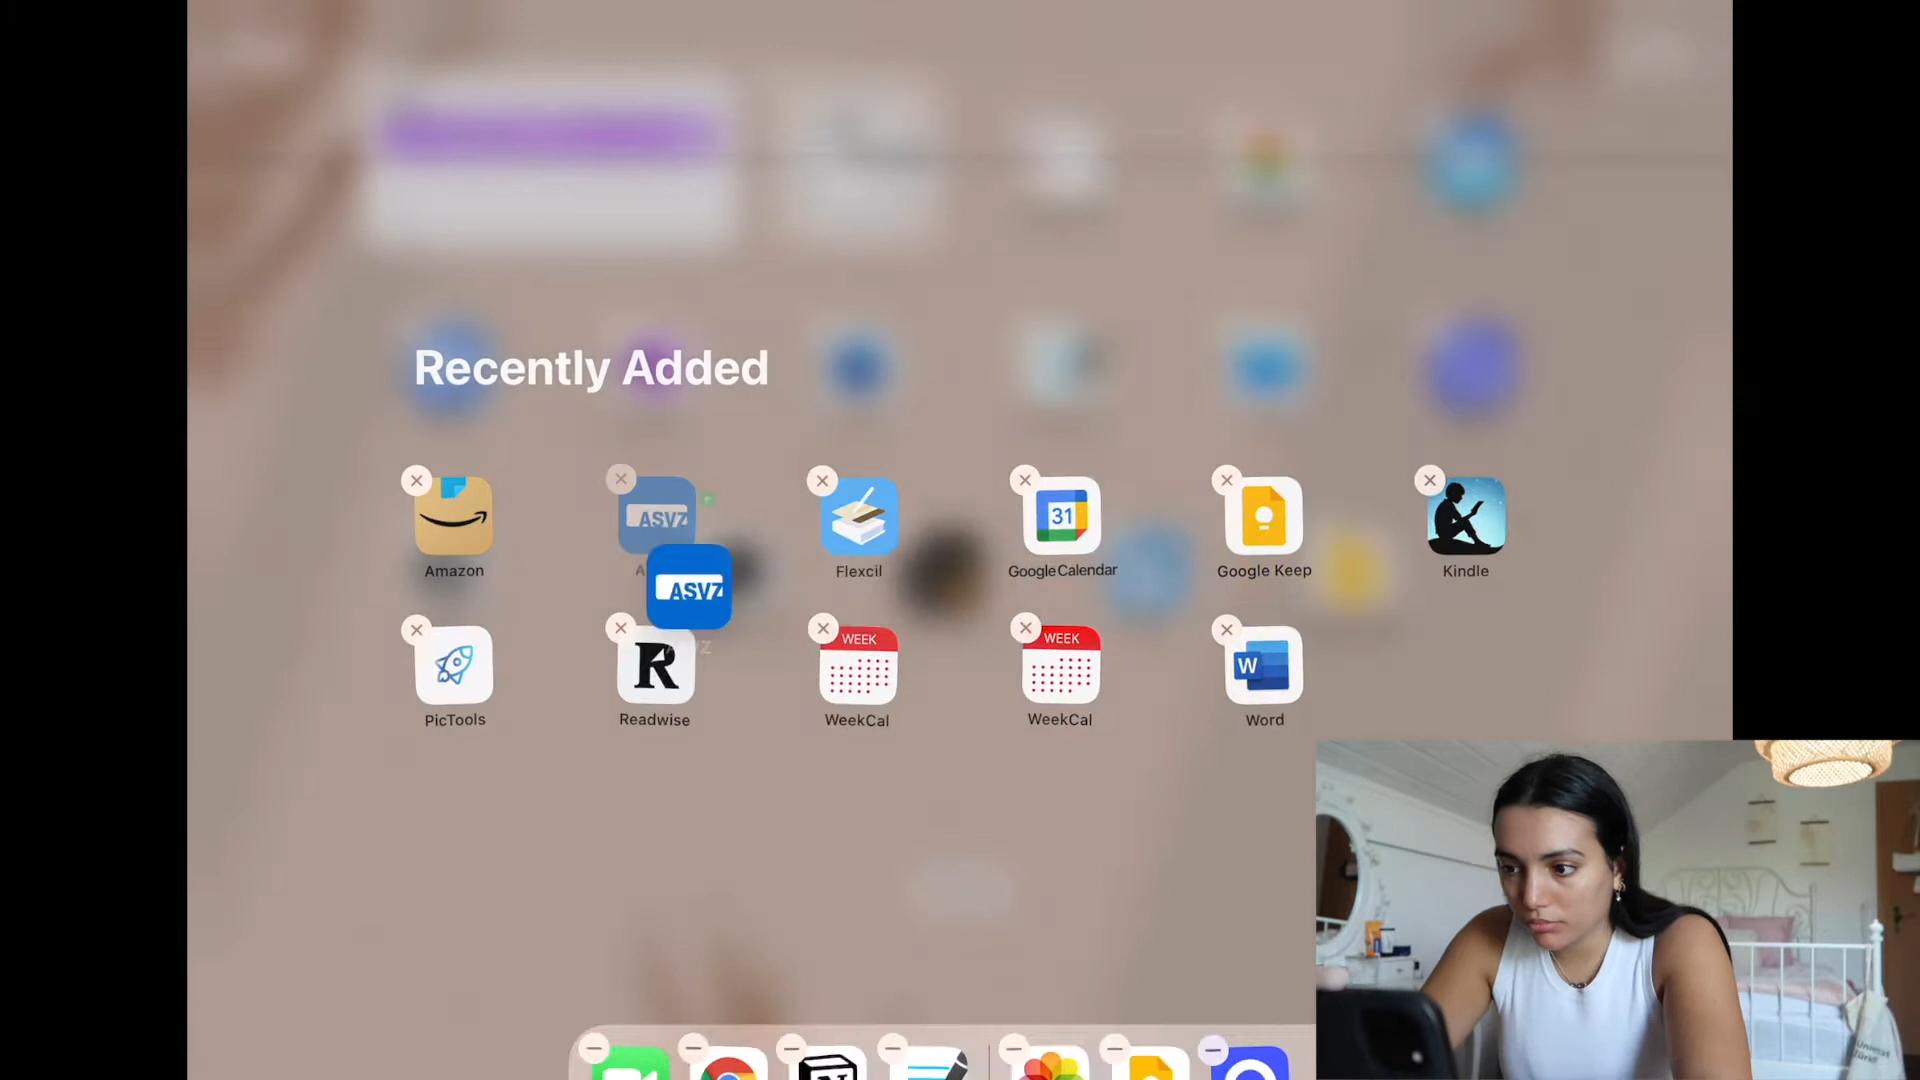 Recently Added
ASVZ
31
Amazon
A
ASVZ
Flexcil
Google Calendar
Google Keep
Kindle
WEEK
WEEK
R
W
PicTools
Readwise
WeekCal
WeekCal
Word